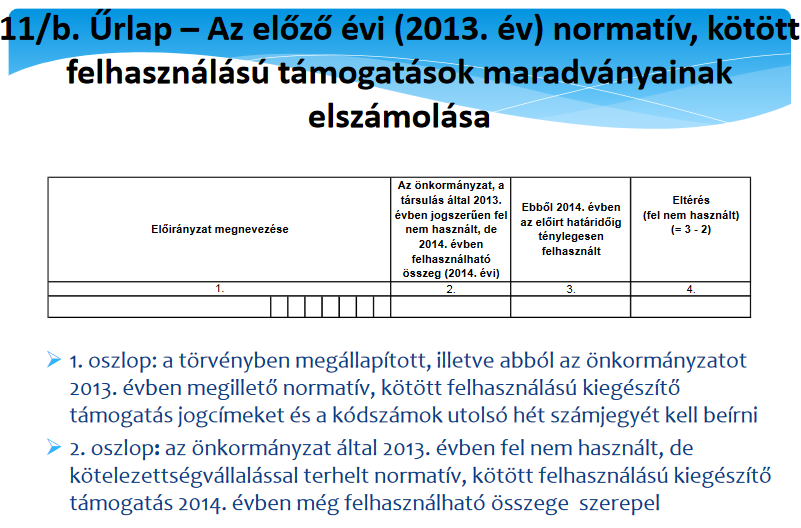 11/b. Űrlap – Az előző évi (2013. év) normatív, kötött
felhasználású támogatások maradványainak
elszámolása
Előirányzat megnevezése
Az önkormányzat, a
társulás által 2013.
évben jogszerűen fel
nem használt, de
2014. évben
felhasználható
összeg (2014. évi)
Ebből 2014. évben
az előirt határidőig
ténylegesen
felhasznált
Eltérés
(fel nem használt)
(= 3 - 2)
1.
2.
3.
4.
1. oszlop: a törvényben megállapított, illetve abból az önkormányzatot
2013. évben megillető normatív, kötött felhasználású kiegészítő
támogatás jogcímeket és a kódszámok utolsó hét számjegyét kell beírni
2. oszlop: az önkormányzat által 2013. évben fel nem használt, de
kötelezettségvállalással terhelt normatív, kötött felhasználású kiegészítő
támogatás 2014. évben még felhasználható összege szerepel